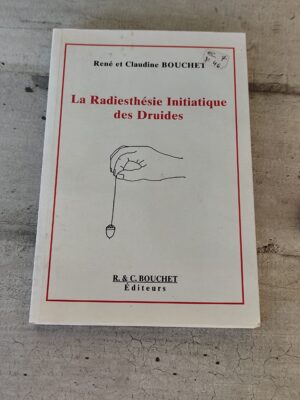 René et Claudine BOUCHET
La Radiesthésie Initiatique
des Druides
R. & C. BOUCHET
Éditeurs